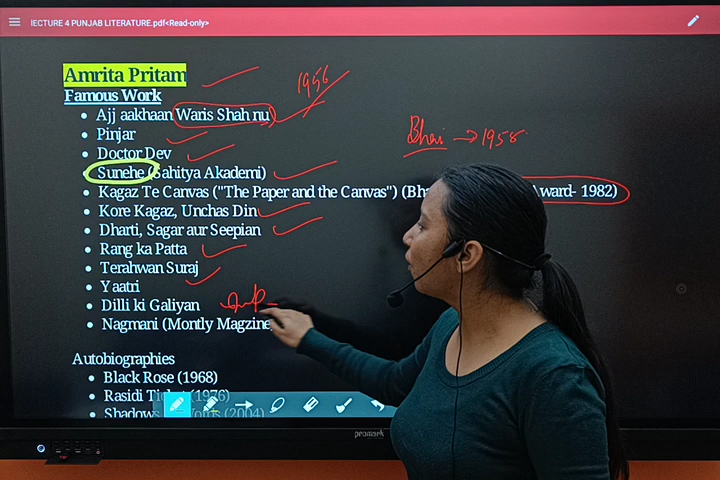 lECTURE 4 PUNJAB LITERATURE.pdf<Read-only>
Amrita Pritam
1956
Famous Work
Ajj aakhaan Waris Shah nu
Bhai → 1958
Pinjar
Doctor Dev
Sunehe (Sahitya Akademi)
Kagaz Te Canvas ("The Paper and the Canvas") (Bha Award- 1982)
Kore Kagaz, Unchas Din
Dharti, Sagar aur Seepian
Rang ka Patta
Terahwan Suraj
Yaatri
Dilli ki Galiyan
Nagmani (Montly Magzine
Autobiographies
Black Rose (1968)
Rasidi (1976)
Shadows (2004)
promark